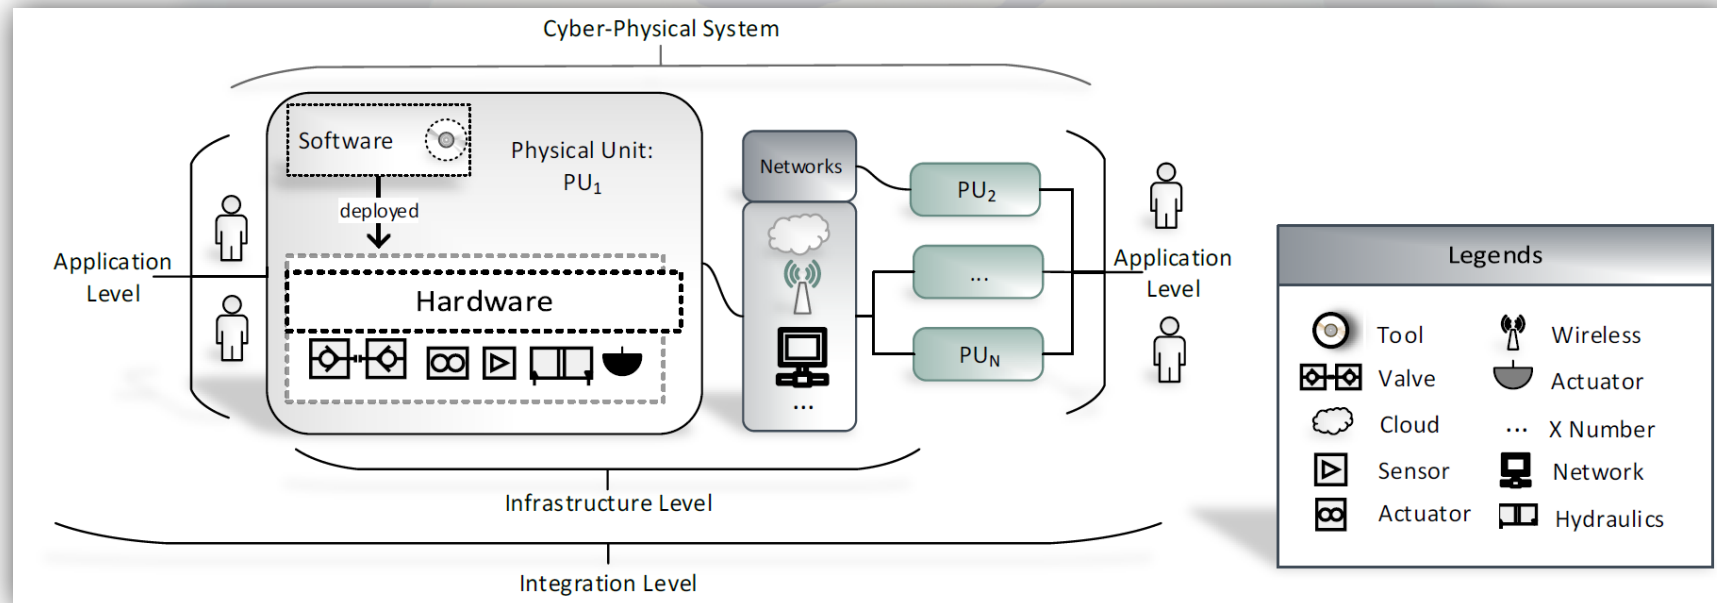 Cyber-Physical System
Software
Physical Unit:
PU1
deployed
Hardware
Application
Level
Networks
...
PU2
...
PUN
Application
Level
Infrastructure Level
Integration Level
Legends
Tool
Wireless
Valve
Actuator
Cloud
... X Number
Sensor
Network
Actuator
Hydraulics